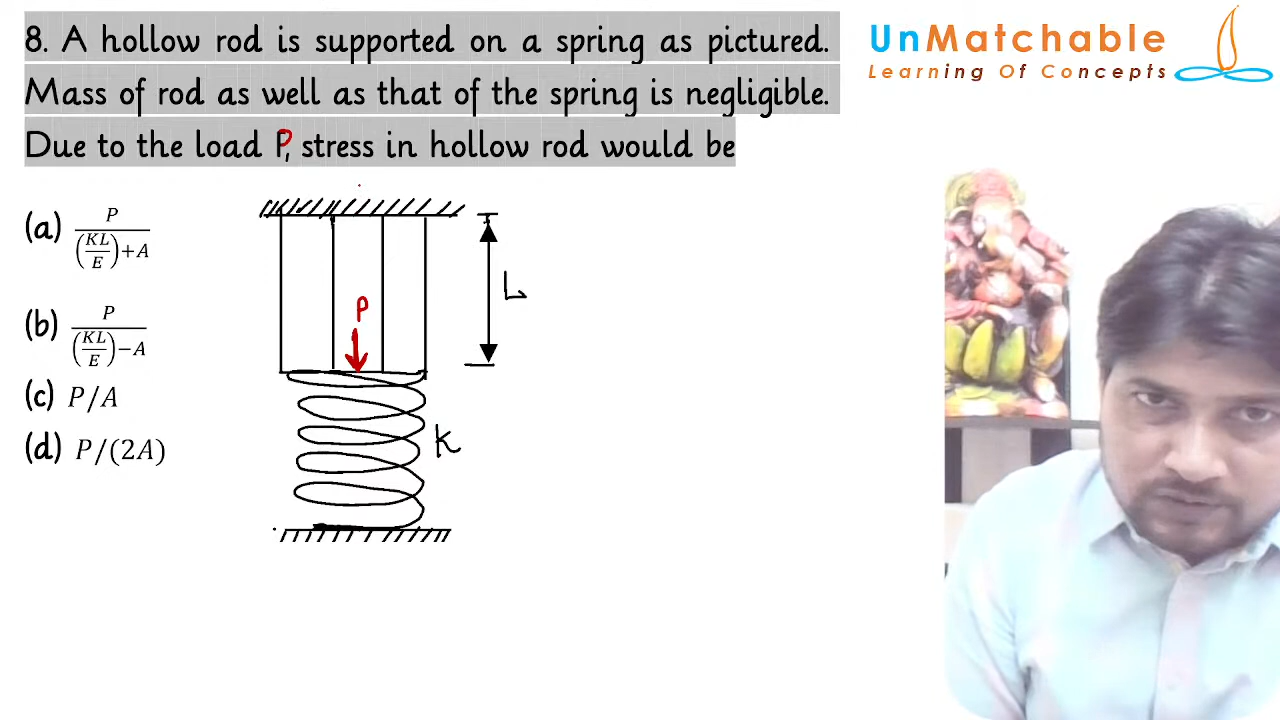 8. A hollow rod is supported on a spring as pictured.
Mass of rod as well as that of the spring is negligible.
Due to the load P, stress in hollow rod would be
UnMatchable
Learning Of Concepts
(a) P/((KL/E)+A)
(b) P/((KL/E)−A)
(c) P/A
(d) P/(2A)
P
L
K